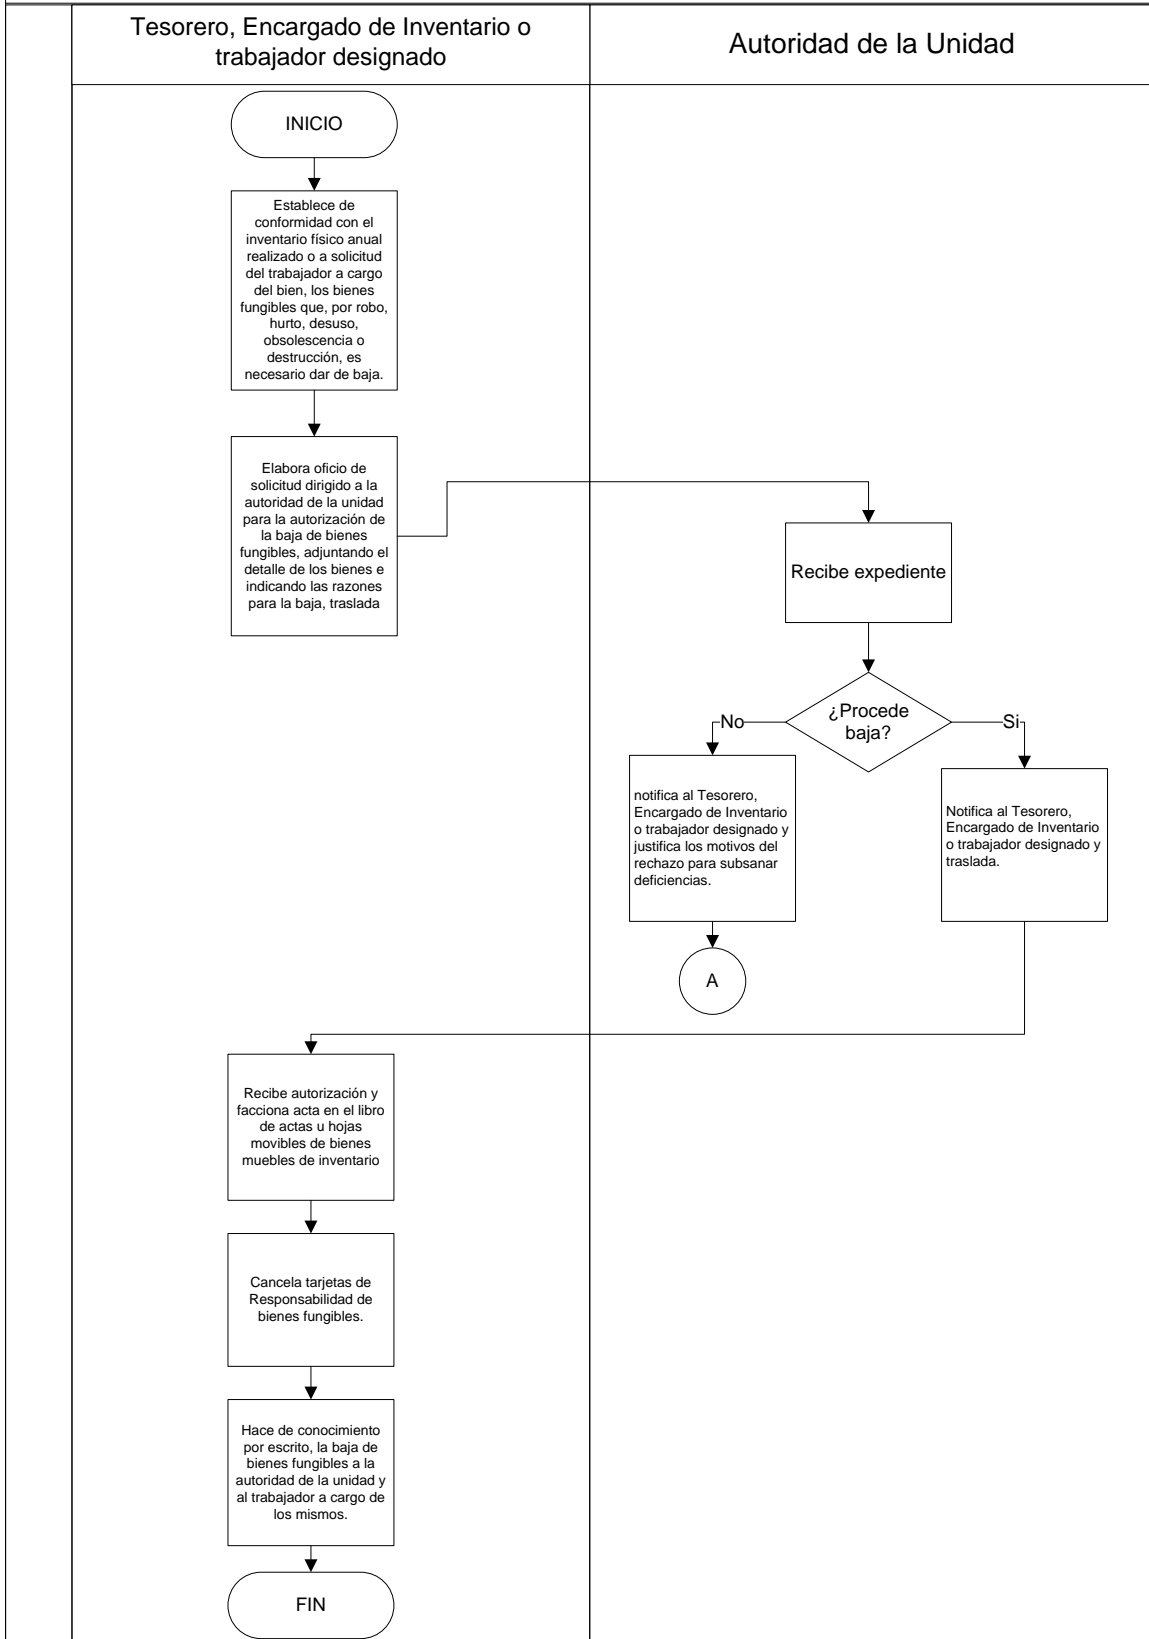 Tesorero, Encargado de Inventario o
trabajador designado
Autoridad de la Unidad
INICIO
Establece de
conformidad con el
inventario físico anual
realizado o a solicitud
del trabajador a cargo
del bien, los bienes
fungibles que, por robo,
hurto, desuso,
obsolescencia o
destrucción, es
necesario dar de baja.
Elabora oficio de
solicitud dirigido a la
autoridad de la unidad
para la autorización de
la baja de bienes
fungibles, adjuntando el
detalle de los bienes e
indicando las razones
para la baja, traslada
Recibe expediente
¿Procede
baja?
No
Si
notifica al Tesorero,
Encargado de Inventario
o trabajador designado y
justifica los motivos del
rechazo para subsanar
deficiencias.
Notifica al Tesorero,
Encargado de Inventario
o trabajador designado y
traslada.
A
Recibe autorización y
facciona acta en el libro
de actas u hojas
movibles de bienes
muebles de inventario
Cancela tarjetas de
Responsabilidad de
bienes fungibles.
Hace de conocimiento
por escrito, la baja de
bienes fungibles a la
autoridad de la unidad y
al trabajador a cargo de
los mismos.
FIN